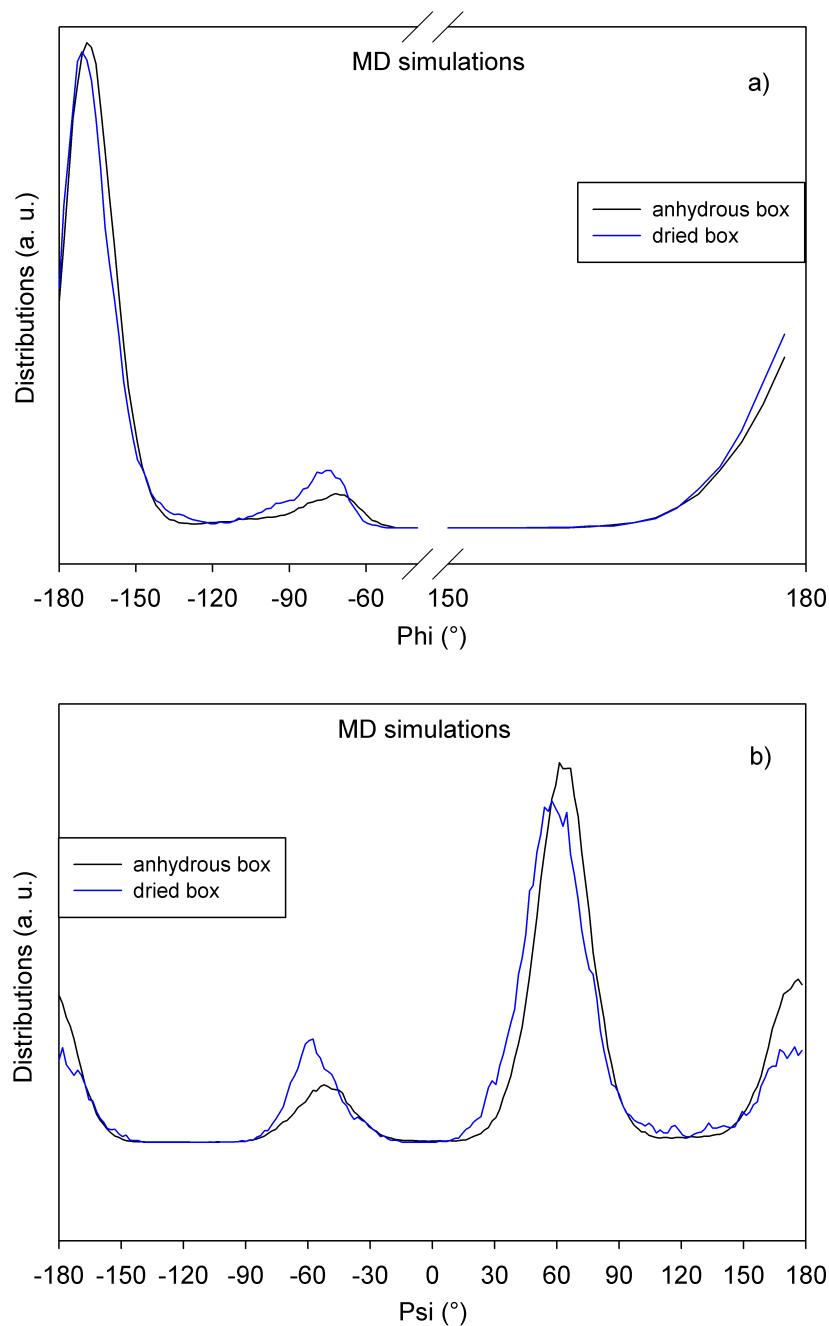 MD simulations
a)
anhydrous box
dried box
Distributions (a. u.)
-180 -150 -120 -90 -60 150 180
Phi (°)
MD simulations
b)
anhydrous box
dried box
Distributions (a. u.)
-180 -150 -120 -90 -60 -30 0 30 60 90 120 150 180
Psi (°)